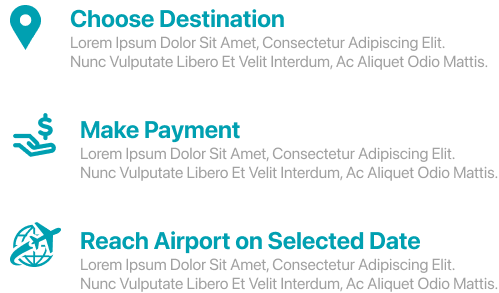 Choose Destination
Lorem Ipsum Dolor Sit Amet, Consectetur Adipiscing Elit.
Nunc Vulputate Libero Et Velit Interdum, Ac Aliquet Odio Mattis.
Make Payment
Lorem Ipsum Dolor Sit Amet, Consectetur Adipiscing Elit.
Nunc Vulputate Libero Et Velit Interdum, Ac Aliquet Odio Mattis.
Reach Airport on Selected Date
Lorem Ipsum Dolor Sit Amet, Consectetur Adipiscing Elit.
Nunc Vulputate Libero Et Velit Interdum, Ac Aliquet Odio Mattis.